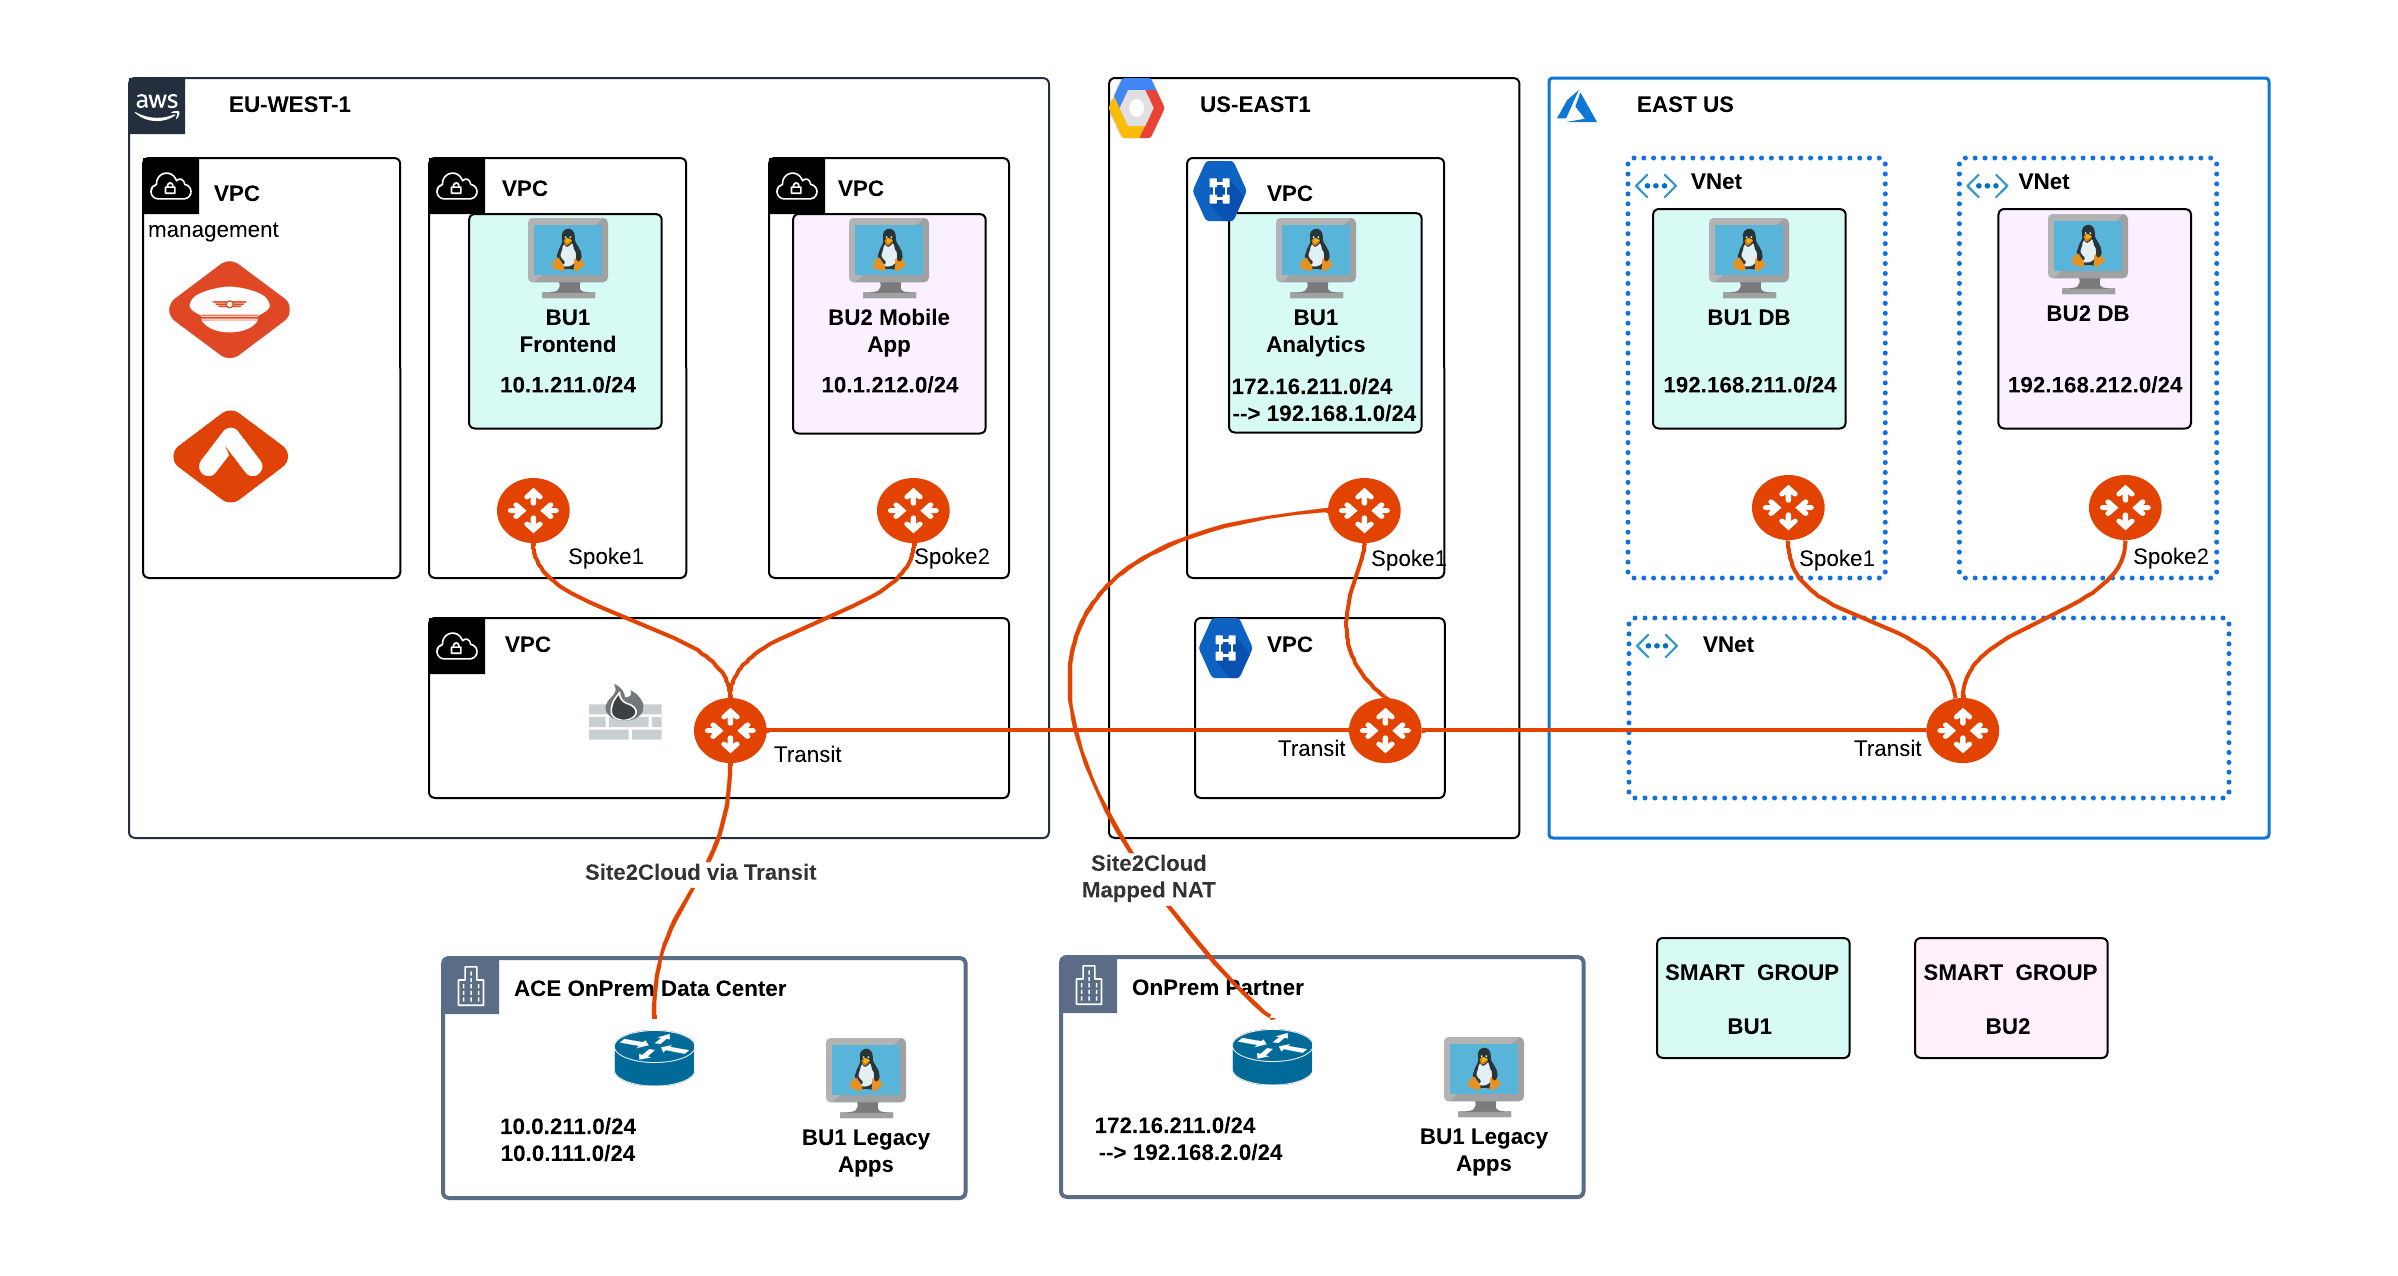 aws
EU-WEST-1
VPC
management
VPC
BU1
Frontend
10.1.211.0/24
Spoke1
VPC
BU2 Mobile
App
10.1.212.0/24
Spoke2
VPC
Transit
US-EAST1
VPC
BU1
Analytics
172.16.211.0/24
--> 192.168.1.0/24
Spoke1
VPC
Transit
EAST US
VNet
BU1 DB
192.168.211.0/24
Spoke1
VNet
BU2 DB
192.168.212.0/24
Spoke2
VNet
Transit
Site2Cloud via Transit
Site2Cloud
Mapped NAT
ACE OnPrem Data Center
10.0.211.0/24
10.0.111.0/24
BU1 Legacy
Apps
OnPrem Partner
172.16.211.0/24
--> 192.168.2.0/24
BU1 Legacy
Apps
SMART GROUP
BU1
SMART GROUP
BU2